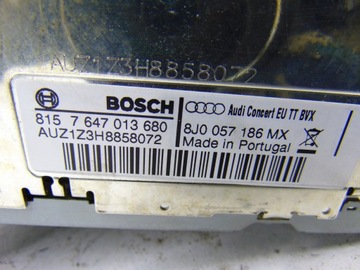 AUZ1Z3H8858072
BOSCH
Audi Concert EU TT BVX
815 7 647 013 680
8J0 057 186 MX
AUZ1Z3H8858072
Made in Portugal